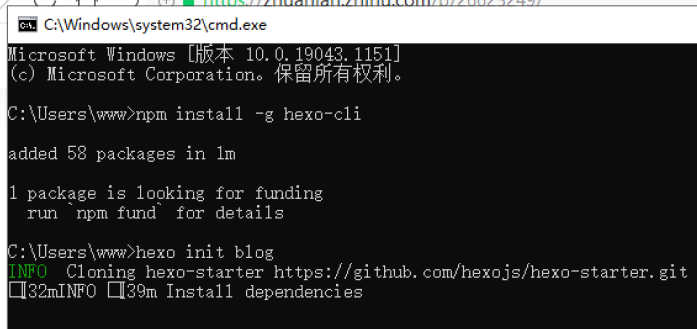 C:\Windows\system32\cmd.exe
Microsoft Windows [版本 10.0.19043.1151]
(c) Microsoft Corporation。保留所有权利。
C:\Users\www>npm install -g hexo-cli
added 58 packages in 1m
1 package is looking for funding
run `npm fund` for details
C:\Users\www>hexo init blog
INFO  Cloning hexo-starter https://github.com/hexojs/hexo-starter.git
□[32mINFO □[39m Install dependencies